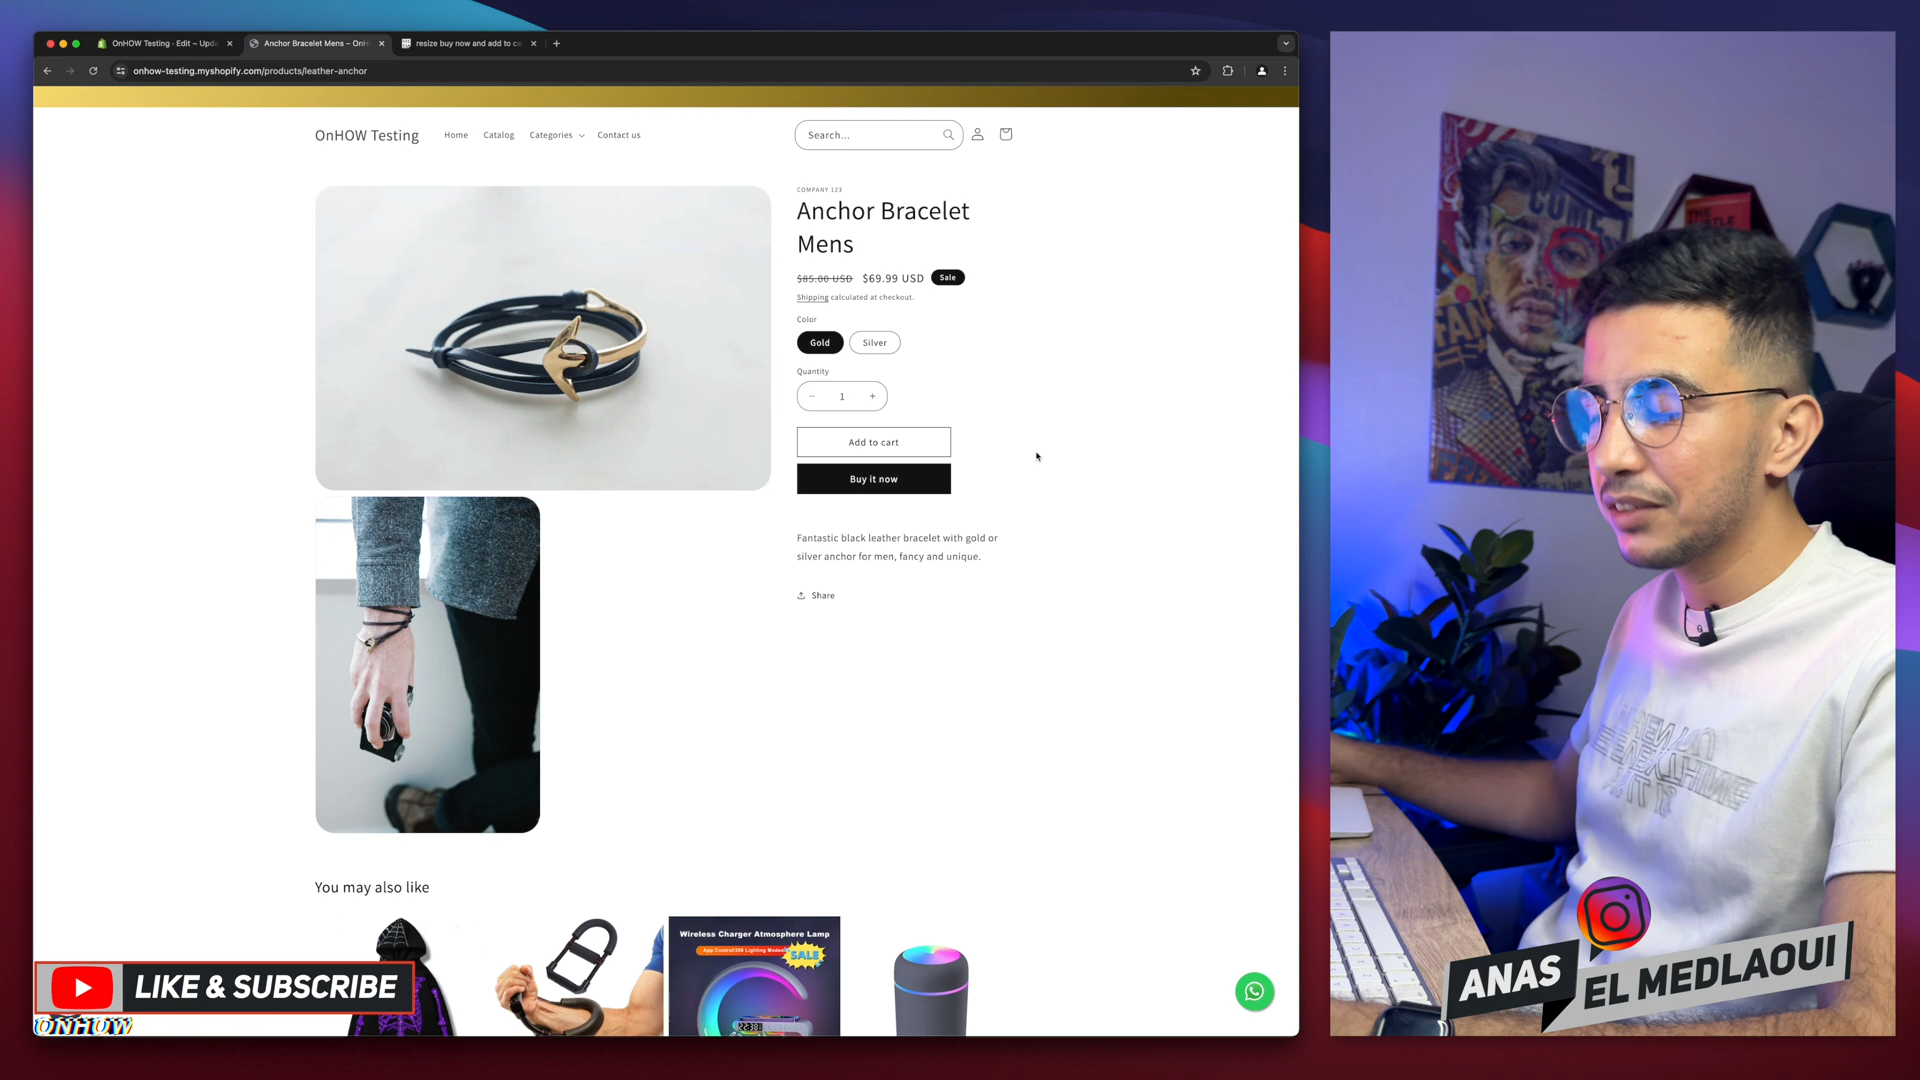 OnHOW Testing - Edit ~ Upda
Anchor Bracelet Mens – OnH
resize buy now and add to ca
onhow-testing.myshopify.com/products/leather-anchor
OnHOW Testing
Home
Catalog
Categories
Contact us
Search...
COMPANY 123
Anchor Bracelet
Mens
$85.00 USD $69.99 USD Sale
Shipping calculated at checkout.
Color
Gold
Silver
Quantity
− 1 +
Add to cart
Buy it now
Fantastic black leather bracelet with gold or
silver anchor for men, fancy and unique.
Share
You may also like
Wireless Charger Atmosphere Lamp
SALE
LIKE & SUBSCRIBE
ONHOW
COME
FAN
THE
ANAS
EL MEDLAOUI